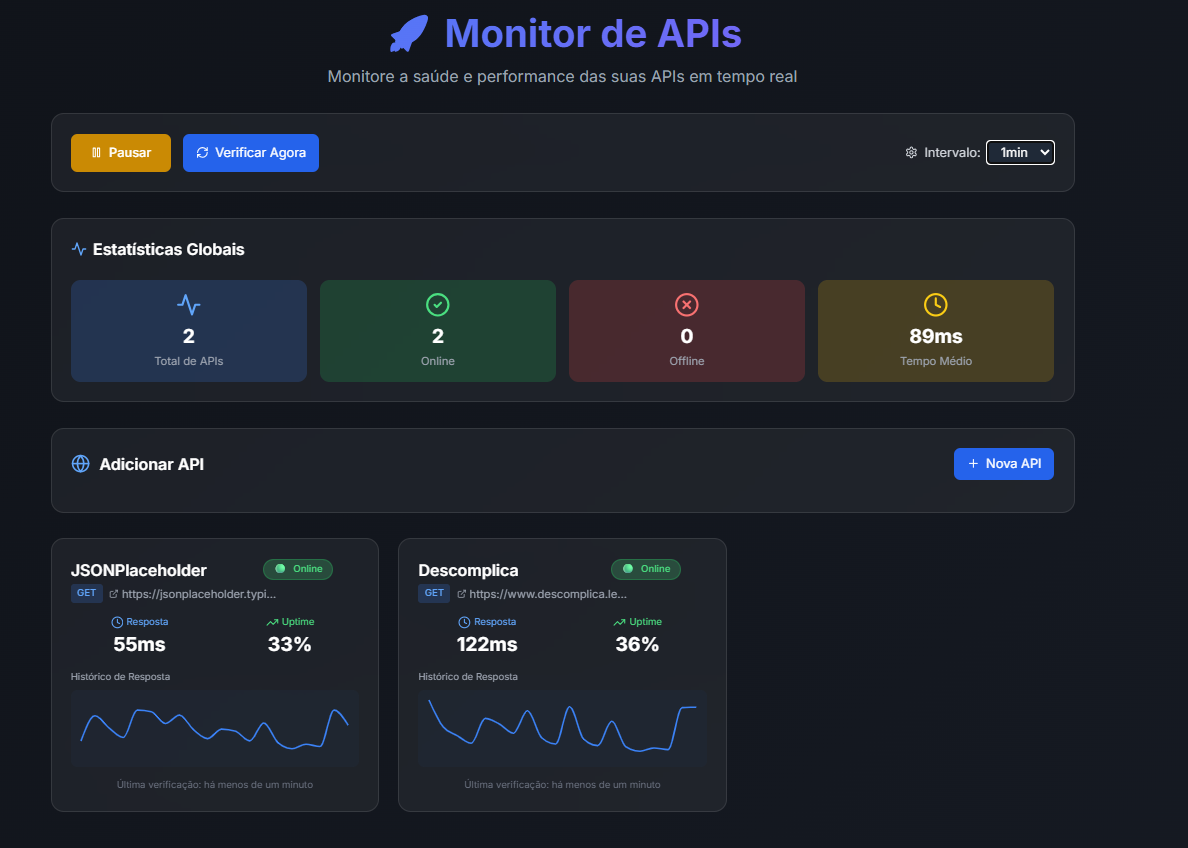 Monitor de APIs
Monitore a saúde e performance das suas APIs em tempo real
Pausar
Verificar Agora
Intervalo: 1min
Estatísticas Globais
2
Total de APIs
2
Online
0
Offline
89ms
Tempo Médio
Adicionar API
+ Nova API
JSONPlaceholder
Online
GET https://jsonplaceholder.typi...
Resposta
Uptime
55ms
33%
Histórico de Resposta
Última verificação: há menos de um minuto
Descomplica
Online
GET https://www.descomplica.le...
Resposta
Uptime
122ms
36%
Histórico de Resposta
Última verificação: há menos de um minuto